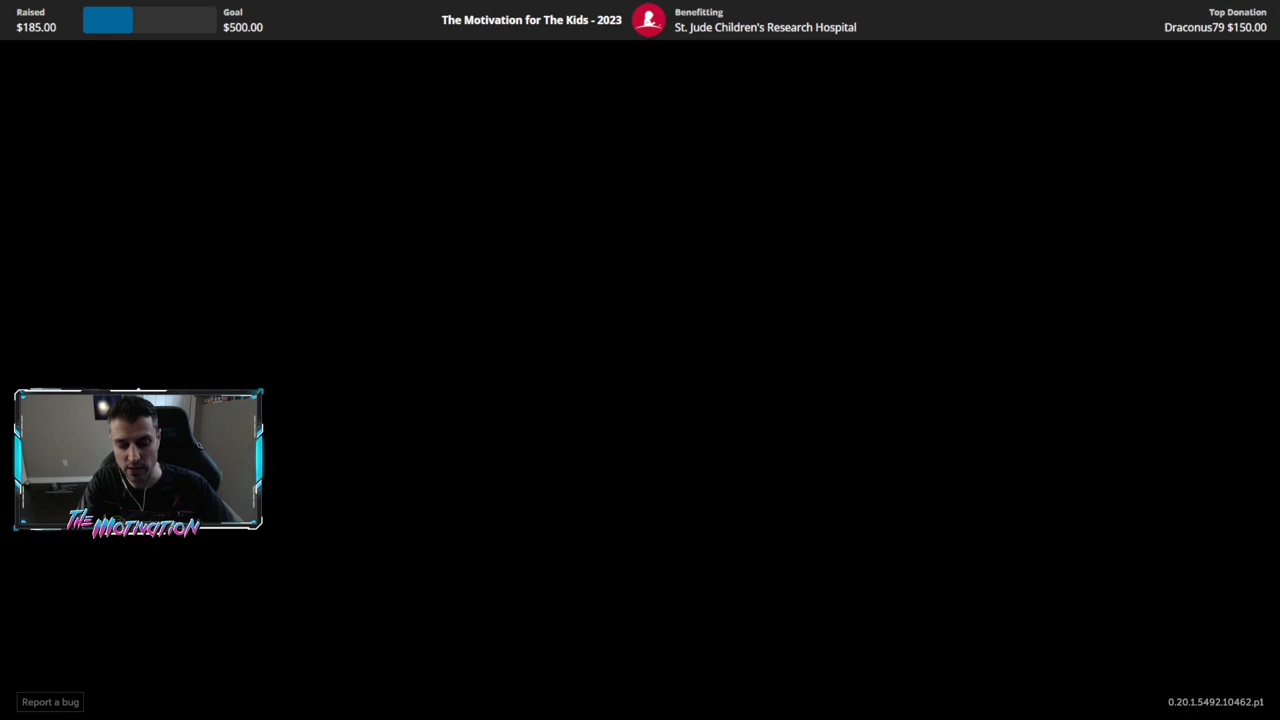 Raised
$185.00
Goal
$500.00
The Motivation for The Kids - 2023
Benefitting
St. Jude Children's Research Hospital
Top Donation
Draconus79 $150.00
THE MOTIVATION
Report a bug
0.20.1.5492.10462.p1